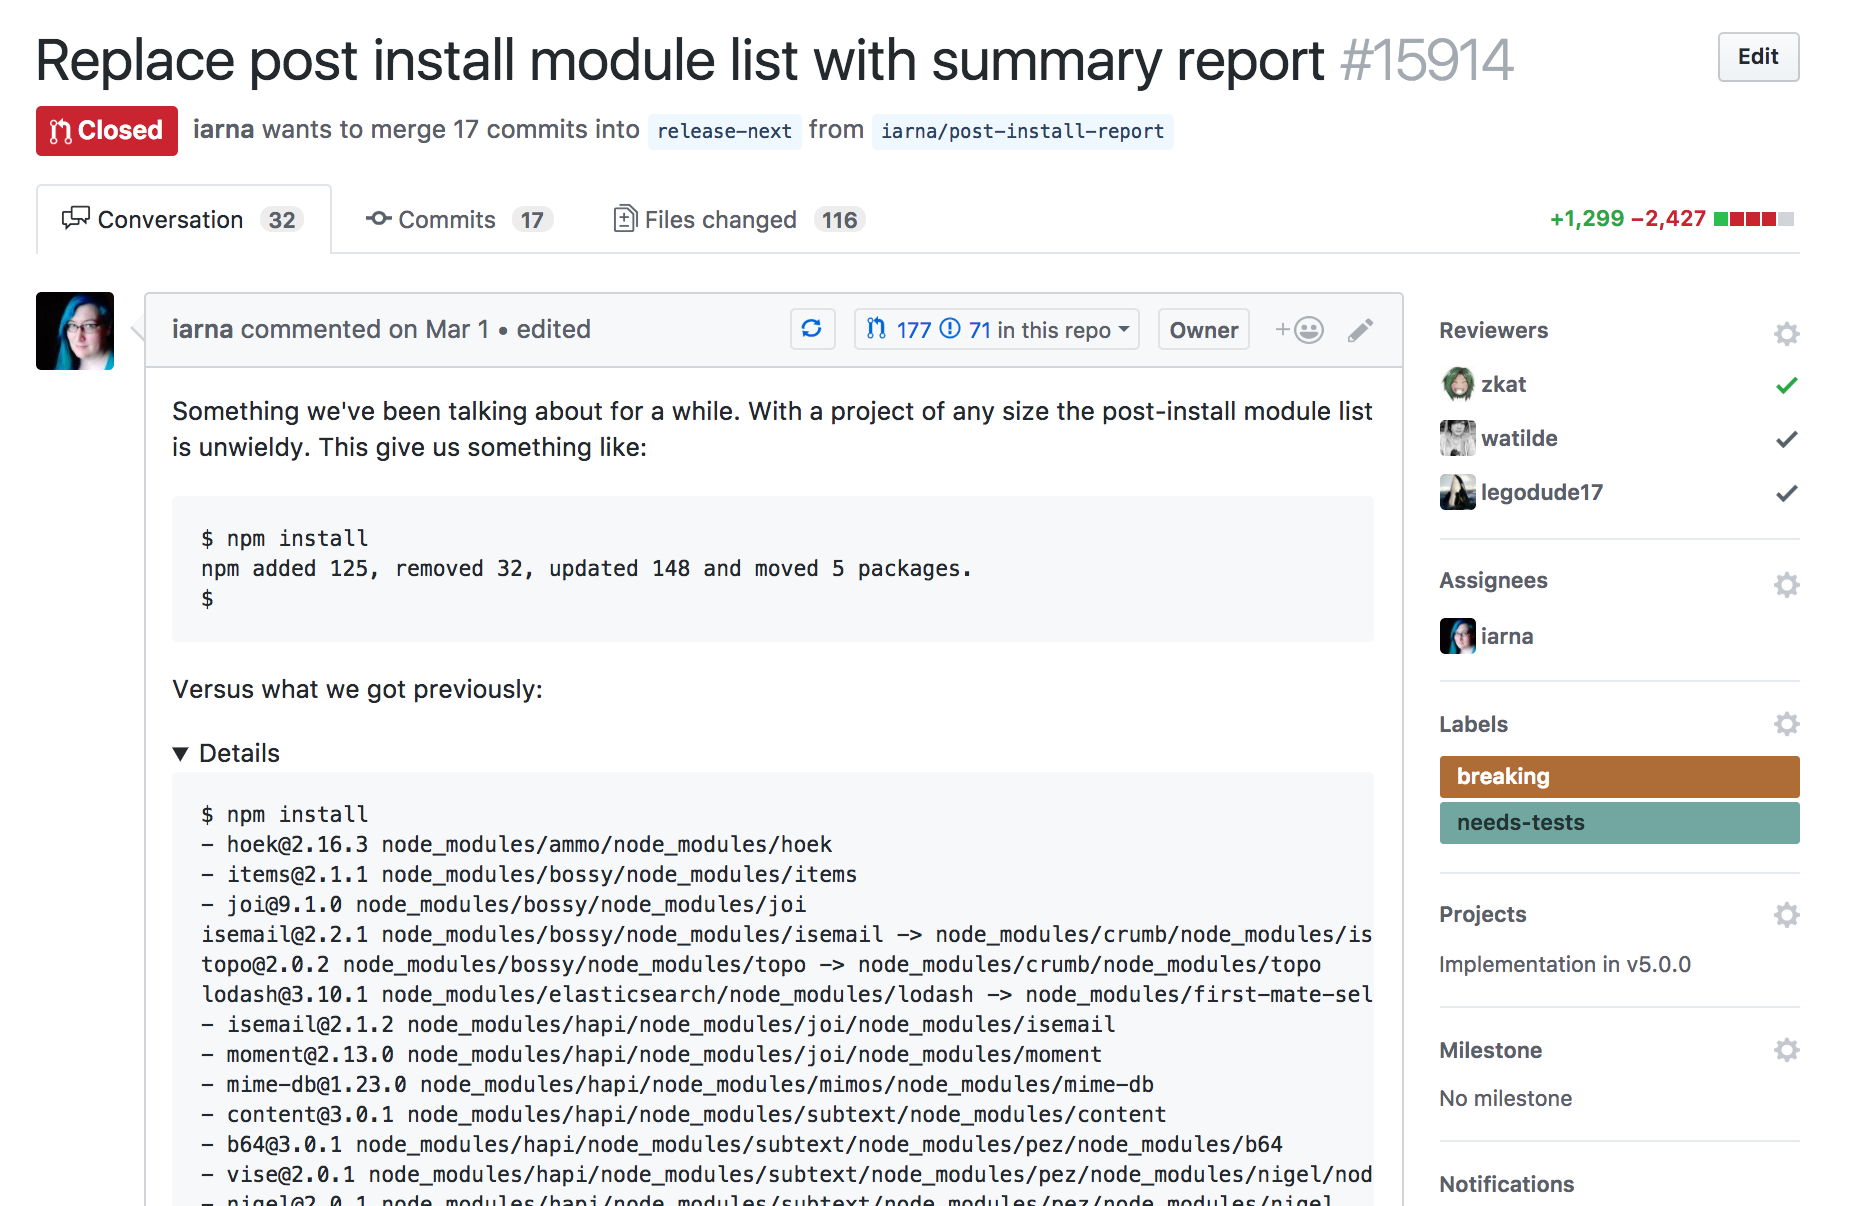 Replace post install module list with summary report #15914
Edit
Closed iarna wants to merge 17 commits into release-next from iarna/post-install-report
Conversation 32 Commits 17 Files changed 116
+1,299 −2,427
iarna commented on Mar 1 • edited
177 71 in this repo Owner
Something we've been talking about for a while. With a project of any size the post-install module list
is unwieldy. This give us something like:
$ npm install
npm added 125, removed 32, updated 148 and moved 5 packages.
$
Versus what we got previously:
▼ Details
$ npm install
- hoek@2.16.3 node_modules/ammo/node_modules/hoek
- items@2.1.1 node_modules/bossy/node_modules/items
- joi@9.1.0 node_modules/bossy/node_modules/joi
isemail@2.2.1 node_modules/bossy/node_modules/isemail -> node_modules/crumb/node_modules/is
topo@2.0.2 node_modules/bossy/node_modules/topo -> node_modules/crumb/node_modules/topo
lodash@3.10.1 node_modules/elasticsearch/node_modules/lodash -> node_modules/first-mate-sel
- isemail@2.1.2 node_modules/hapi/node_modules/joi/node_modules/isemail
- moment@2.13.0 node_modules/hapi/node_modules/joi/node_modules/moment
- mime-db@1.23.0 node_modules/hapi/node_modules/mimos/node_modules/mime-db
- content@3.0.1 node_modules/hapi/node_modules/subtext/node_modules/content
- b64@3.0.1 node_modules/hapi/node_modules/subtext/node_modules/pez/node_modules/b64
- vise@2.0.1 node_modules/hapi/node_modules/subtext/node_modules/pez/node_modules/nigel/nod
- nigel@2.0.1 node_modules/hapi/node_modules/subtext/node_modules/pez/node_modules/nigel
Reviewers
zkat
watilde
legodude17
Assignees
iarna
Labels
breaking
needs-tests
Projects
Implementation in v5.0.0
Milestone
No milestone
Notifications